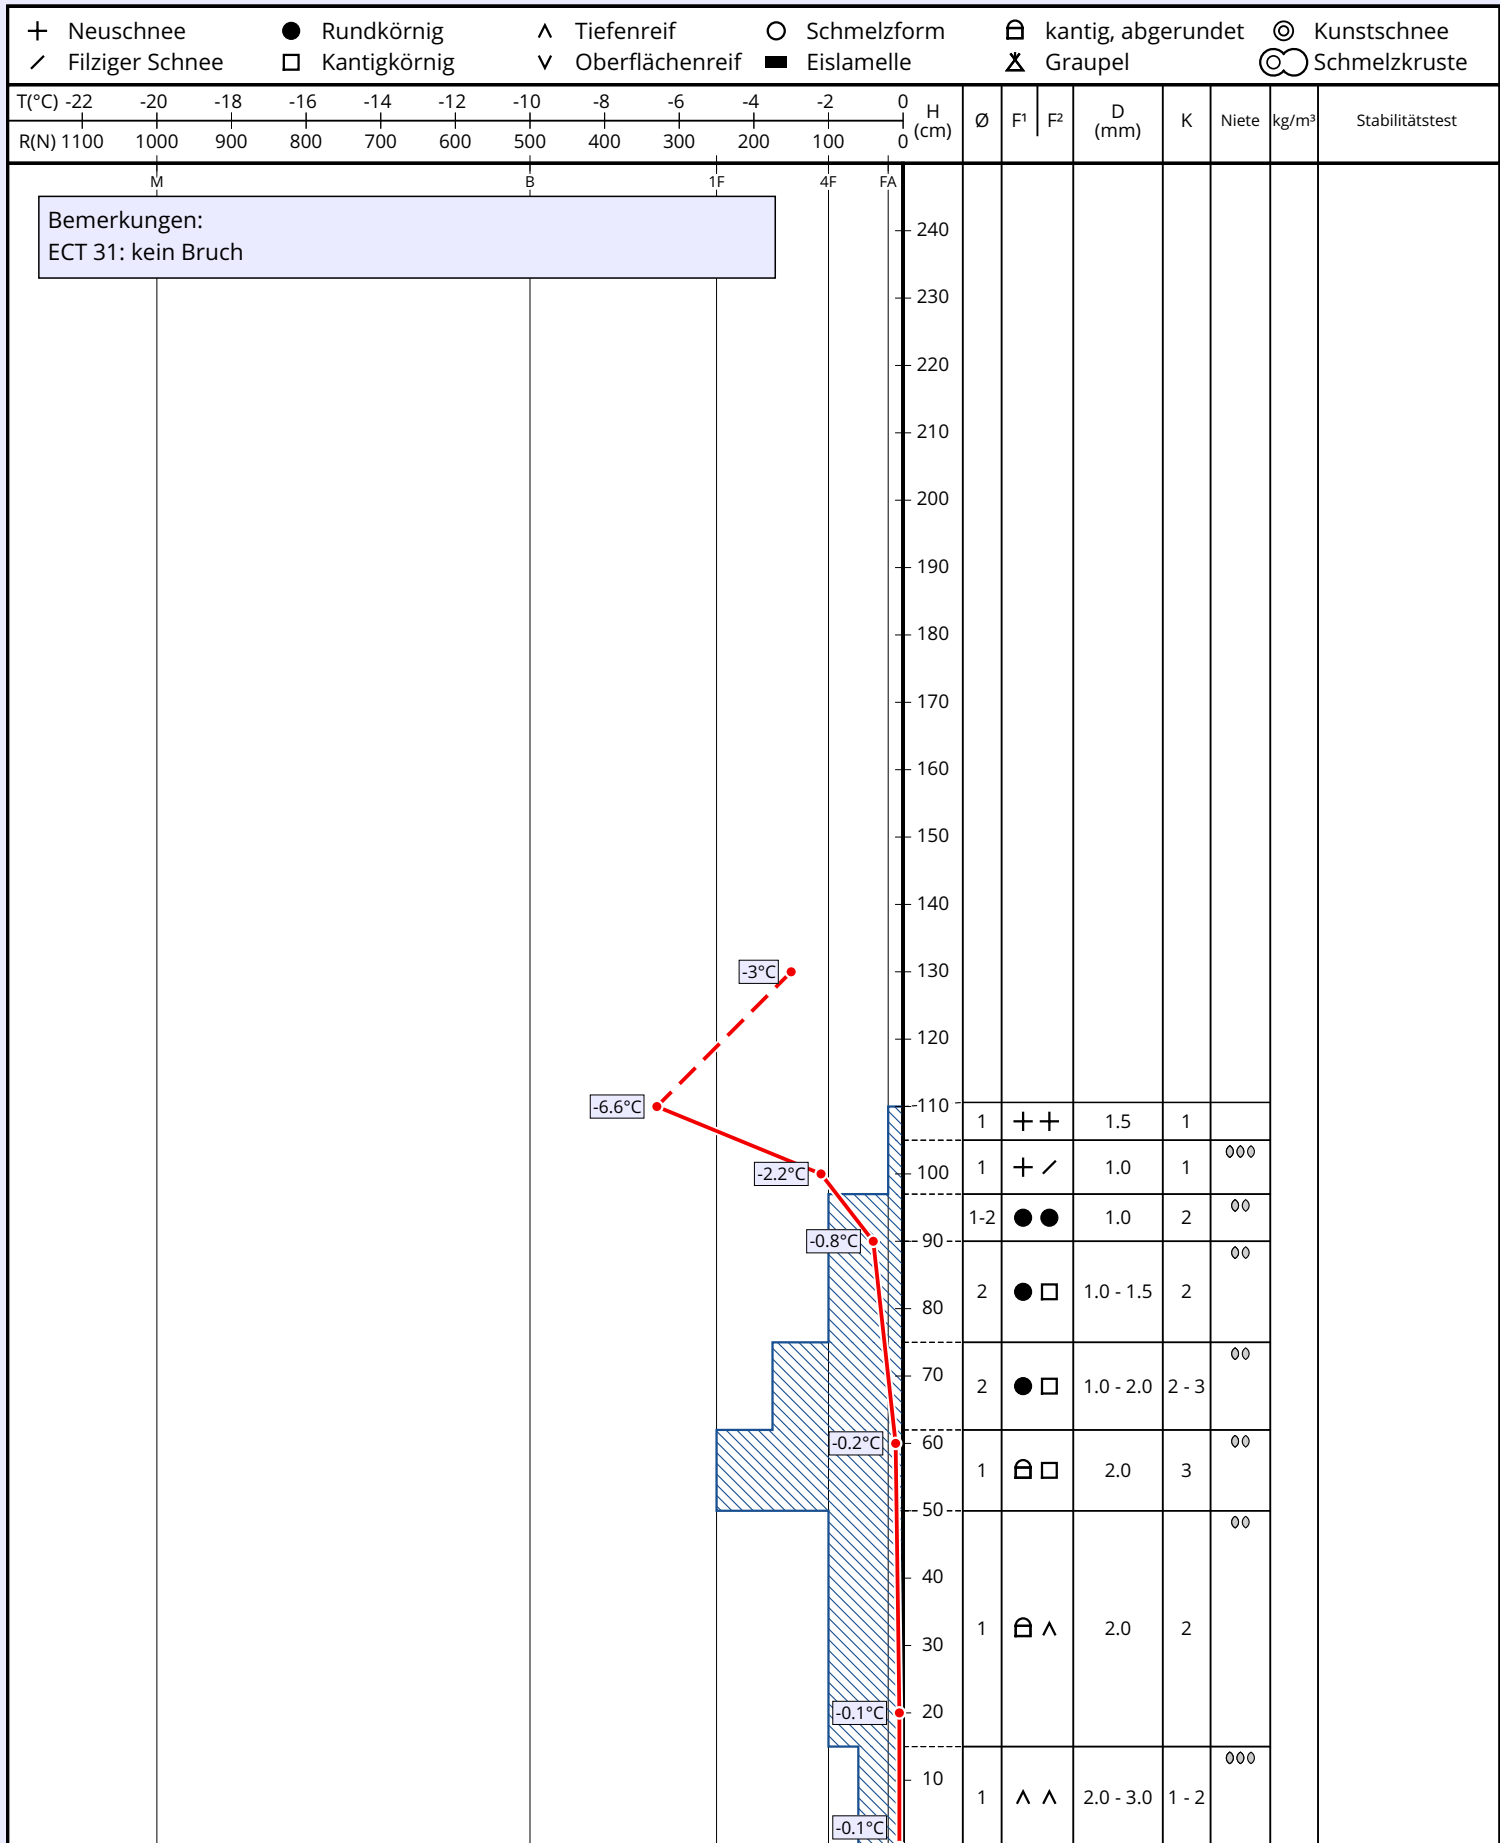 Neuschnee Rundkörnig Tiefenreif Schmelzform kantig, abgerundet Kunstschnee
Filziger Schnee Kantigkörnig Oberflächenreif Eislamelle Graupel Schmelzkruste
T(°C) -22 -20 -18 -16 -14 -12 -10 -8 -6 -4 -2 0
R(N) 1100 1000 900 800 700 600 500 400 300 200 100 0
H (cm) Ø F¹ F² D (mm) K Niete kg/m³ Stabilitätstest
M B 1F 4F FA
Bemerkungen:
ECT 31: kein Bruch
240
230
220
210
200
190
180
170
160
150
140
-3°C 130
120
-6.6°C 110
1 1.5 1
-2.2°C 100 1 1.0 1
1-2 1.0 2
-0.8°C 90
80 2 1.0 - 1.5 2
70 2 1.0 - 2.0 2 - 3
-0.2°C 60
1 2.0 3
50
40
30 1 2.0 2
-0.1°C 20
10 1 2.0 - 3.0 1 - 2
-0.1°C